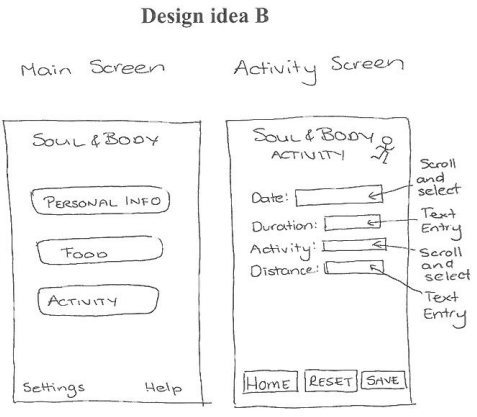 Design idea B
Main Screen
Activity Screen
SOUL & BODY
PERSONAL INFO
FOOD
ACTIVITY
Settings
Help
SOUL & BODY
ACTIVITY
Date:
Scroll and select
Duration:
Text Entry
Activity:
Scroll and select
Distance:
Text Entry
HOME
RESET
SAVE